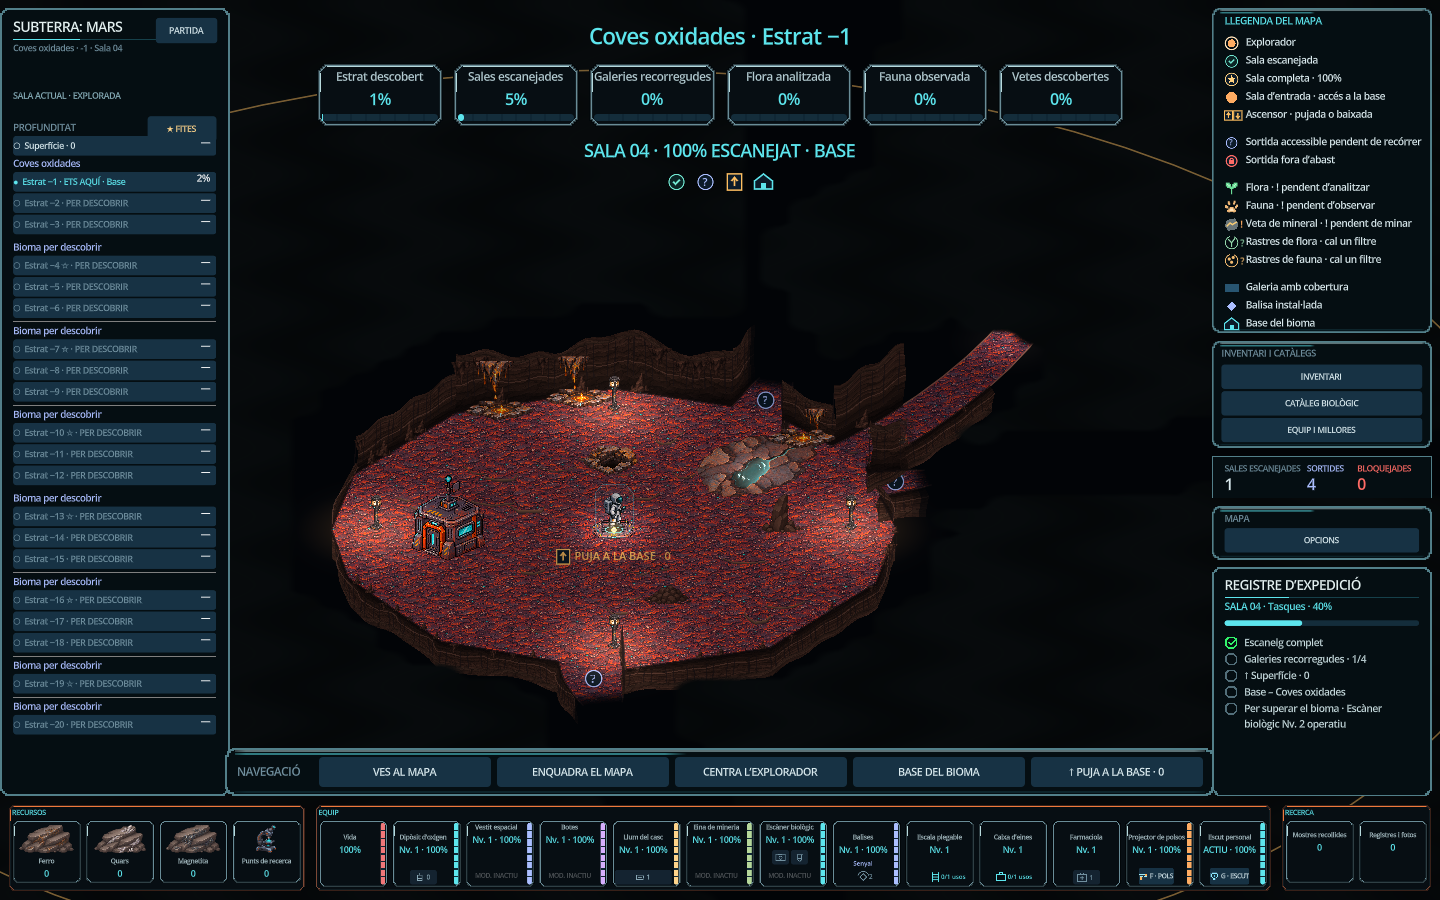 SUBTERRA: MARS
PARTIDA
Coves oxidades · -1 · Sala 04
SALA ACTUAL · EXPLORADA
PROFUNDITAT
★ FITES
Superfície · 0 —
Coves oxidades
Estrat −1 · ETS AQUÍ · Base 2%
Estrat −2 · PER DESCOBRIR —
Estrat −3 · PER DESCOBRIR —
Bioma per descobrir
Estrat −4 ☆ · PER DESCOBRIR —
Estrat −5 · PER DESCOBRIR —
Estrat −6 · PER DESCOBRIR —
Bioma per descobrir
Estrat −7 ☆ · PER DESCOBRIR —
Estrat −8 · PER DESCOBRIR —
Estrat −9 · PER DESCOBRIR —
Bioma per descobrir
Estrat −10 ☆ · PER DESCOBRIR —
Estrat −11 · PER DESCOBRIR —
Estrat −12 · PER DESCOBRIR —
Bioma per descobrir
Estrat −13 ☆ · PER DESCOBRIR —
Estrat −14 · PER DESCOBRIR —
Estrat −15 · PER DESCOBRIR —
Bioma per descobrir
Estrat −16 ☆ · PER DESCOBRIR —
Estrat −17 · PER DESCOBRIR —
Estrat −18 · PER DESCOBRIR —
Bioma per descobrir
Estrat −19 ☆ · PER DESCOBRIR —
Bioma per descobrir
Estrat −20 · PER DESCOBRIR —
Coves oxidades · Estrat −1
Estrat descobert
1%
Sales escanejades
5%
Galeries recorregudes
0%
Flora analitzada
0%
Fauna observada
0%
Vetes descobertes
0%
SALA 04 · 100% ESCANEJAT · BASE
?
?
?
?
↑ PUJA A LA BASE · 0
NAVEGACIÓ
VES AL MAPA
ENQUADRA EL MAPA
CENTRA L'EXPLORADOR
BASE DEL BIOMA
↑ PUJA A LA BASE · 0
LLEGENDA DEL MAPA
Explorador
Sala escanejada
Sala completa · 100%
Sala d'entrada · accés a la base
Ascensor · pujada o baixada
? Sortida accessible pendent de recórrer
Sortida fora d'abast
Flora · ! pendent d'analitzar
Fauna · ! pendent d'observar
! Veta de mineral · ! pendent de minar
? Rastres de flora · cal un filtre
? Rastres de fauna · cal un filtre
Galeria amb cobertura
Balisa instal·lada
Base del bioma
INVENTARI I CATÀLEGS
INVENTARI
CATÀLEG BIOLÒGIC
EQUIP I MILLORES
SALES ESCANEJADES SORTIDES BLOQUEJADES
1 4 0
MAPA
OPCIONS
REGISTRE D'EXPEDICIÓ
SALA 04 · Tasques · 40%
Escaneig complet
Galeries recorregudes · 1/4
↑ Superfície · 0
Base – Coves oxidades
Per superar el bioma · Escàner
biològic Nv. 2 operatiu
RECURSOS
Ferro
0
Quars
0
Magnetita
0
Punts de recerca
0
EQUIP
Vida
100%
Dipòsit d'oxigen
Nv. 1 · 100%
0
Vestit espacial
Nv. 1 · 100%
MOD. INACTIU
Botes
Nv. 1 · 100%
MOD. INACTIU
Llum del casc
Nv. 1 · 100%
1
Eina de mineria
Nv. 1 · 100%
MOD. INACTIU
Escàner biològic
Nv. 1 · 100%
MOD. INACTIU
Balises
Nv. 1 · 100%
Senyal
2
Escala plegable
Nv. 1
0/1 usos
Caixa d'eines
Nv. 1
0/1 usos
Farmaciola
Nv. 1
1
Projector de polsos
Nv. 1 · 100%
F · POLS
Escut personal
ACTIU · 100%
G · ESCUT
RECERCA
Mostres recollides
0
Registres i fotos
0